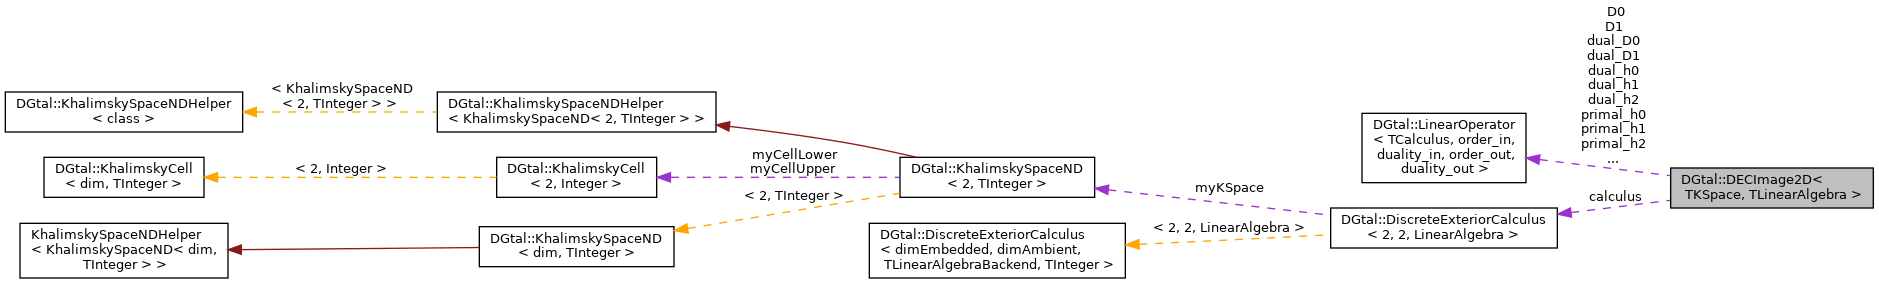 DGtal::KhalimskySpaceNDHelper
< class >
< KhalimskySpaceND
< 2, TInteger > >
DGtal::KhalimskySpaceNDHelper
< KhalimskySpaceND< 2, TInteger > >
DGtal::KhalimskyCell
< dim, TInteger >
< 2, Integer >
DGtal::KhalimskyCell
< 2, Integer >
myCellLower
myCellUpper
DGtal::KhalimskySpaceND
< 2, TInteger >
< 2, TInteger >
KhalimskySpaceNDHelper
< KhalimskySpaceND< dim,
TInteger > >
DGtal::KhalimskySpaceND
< dim, TInteger >
DGtal::DiscreteExteriorCalculus
< dimEmbedded, dimAmbient,
TLinearAlgebraBackend, TInteger >
myKSpace
< 2, 2, LinearAlgebra >
DGtal::DiscreteExteriorCalculus
< 2, 2, LinearAlgebra >
DGtal::LinearOperator
< TCalculus, order_in,
duality_in, order_out,
duality_out >
D0
D1
dual_D0
dual_D1
dual_h0
dual_h1
dual_h2
primal_h0
primal_h1
primal_h2
...
calculus
DGtal::DECImage2D<
TKSpace, TLinearAlgebra >